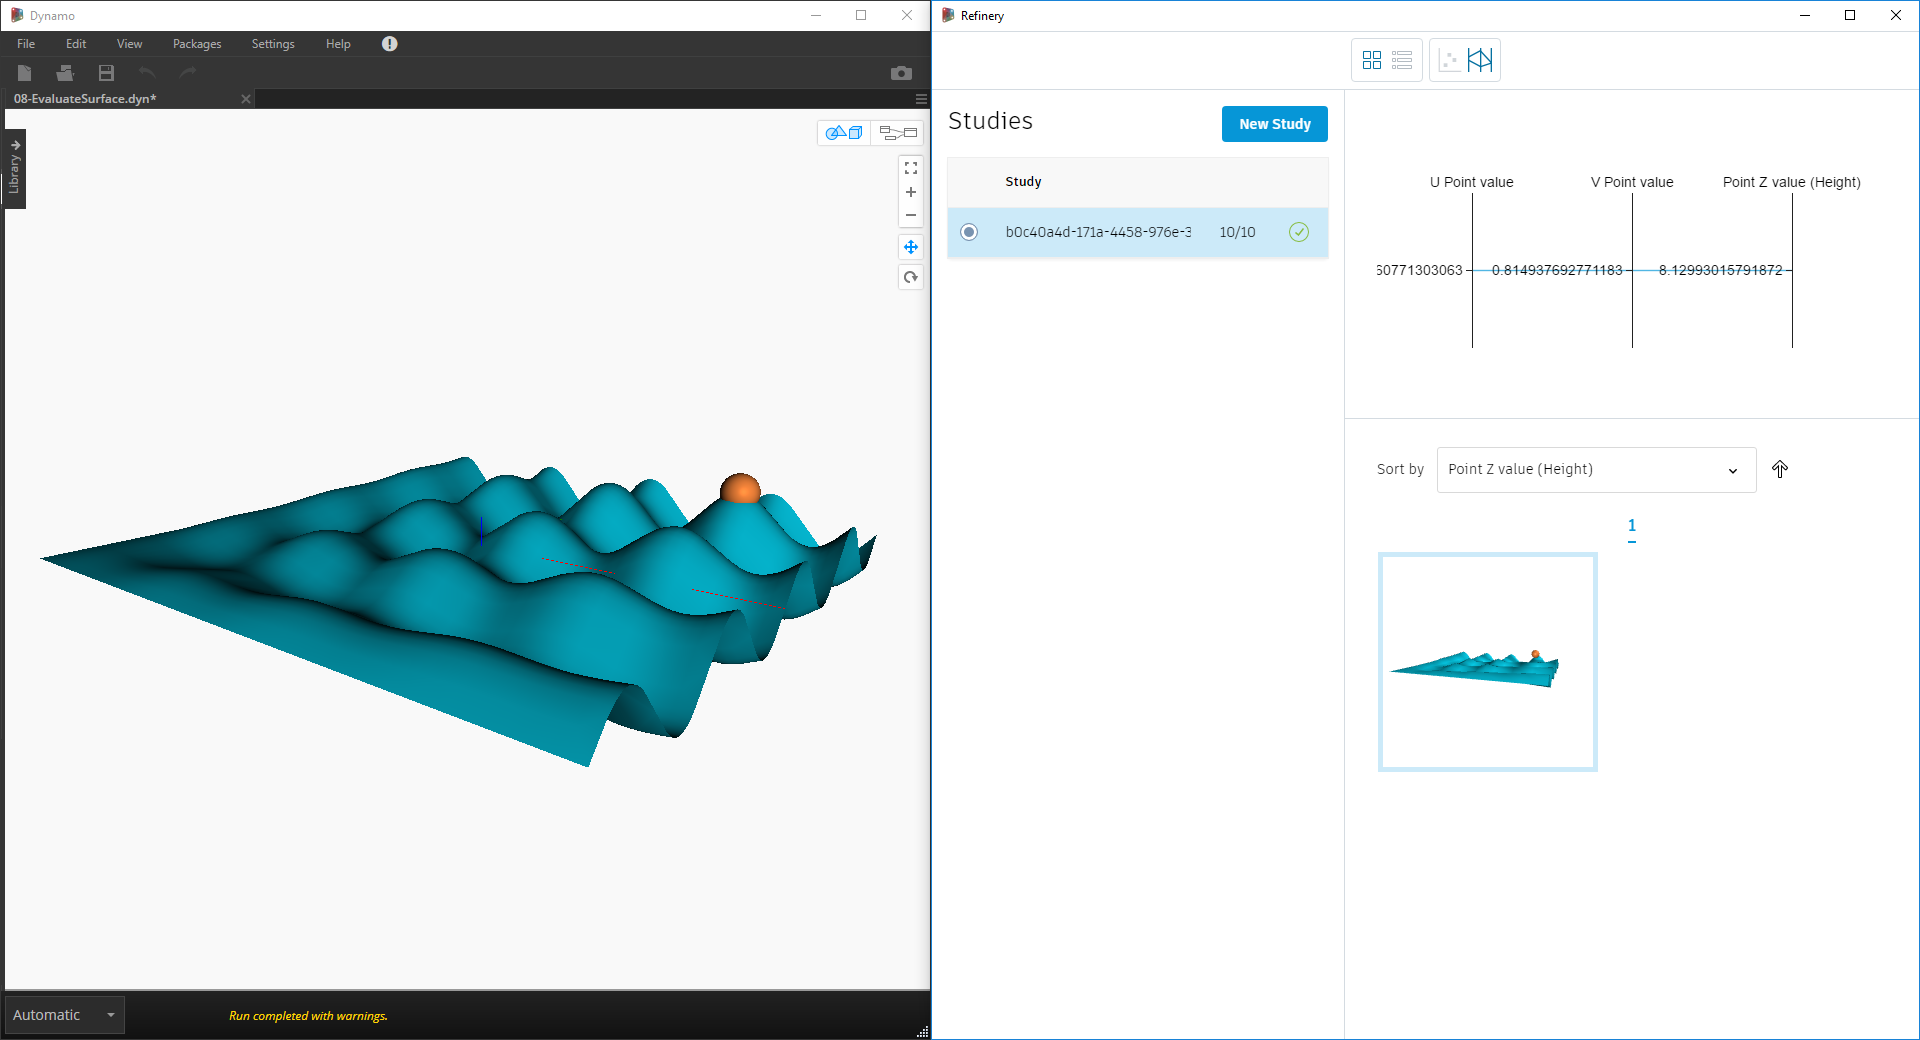 Dynamo
File Edit View Packages Settings Help
08-EvaluateSurface.dyn*
Library
Automatic
Run completed with warnings.
Refinery
Studies
New Study
Study
b0c40a4d-171a-4458-976e-3 10/10
U Point value V Point value Point Z value (Height)
60771303063 0.814937692771183 8.12993015791872
Sort by Point Z value (Height)
1